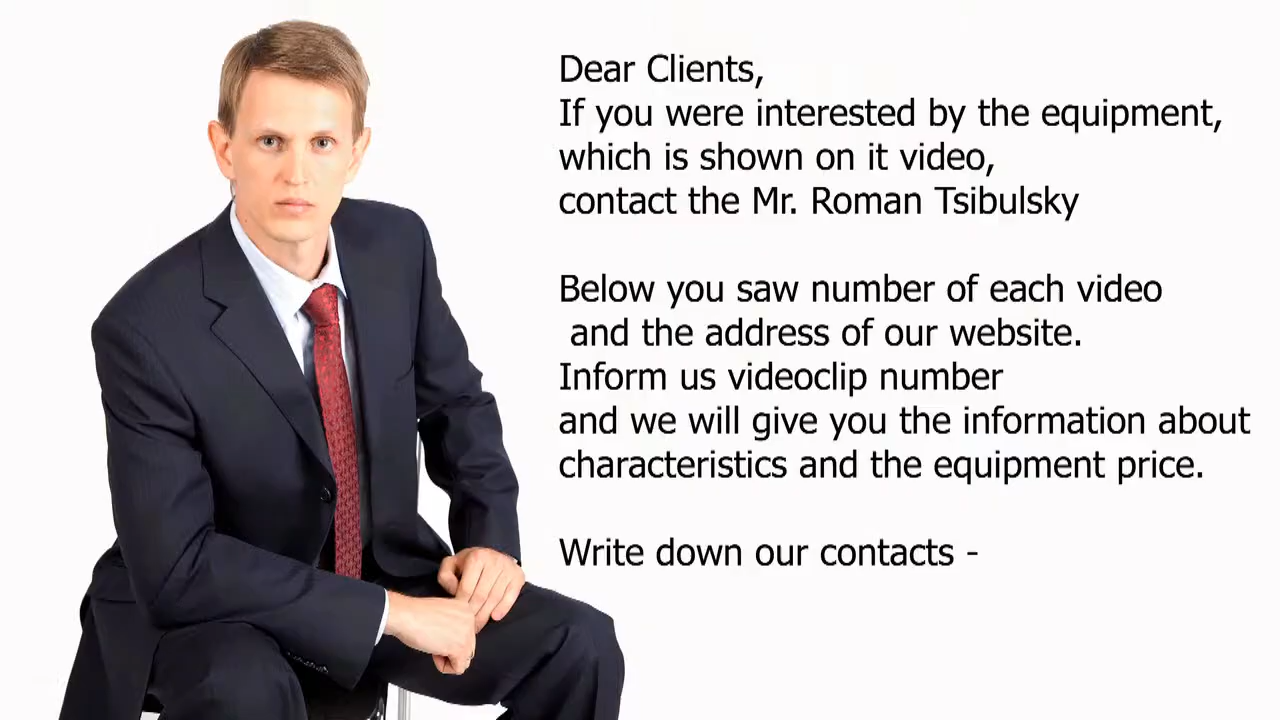 Dear Clients,
If you were interested by the equipment,
which is shown on it video,
contact the Mr. Roman Tsibulsky
Below you saw number of each video
and the address of our website.
Inform us videoclip number
and we will give you the information about
characteristics and the equipment price.
Write down our contacts -